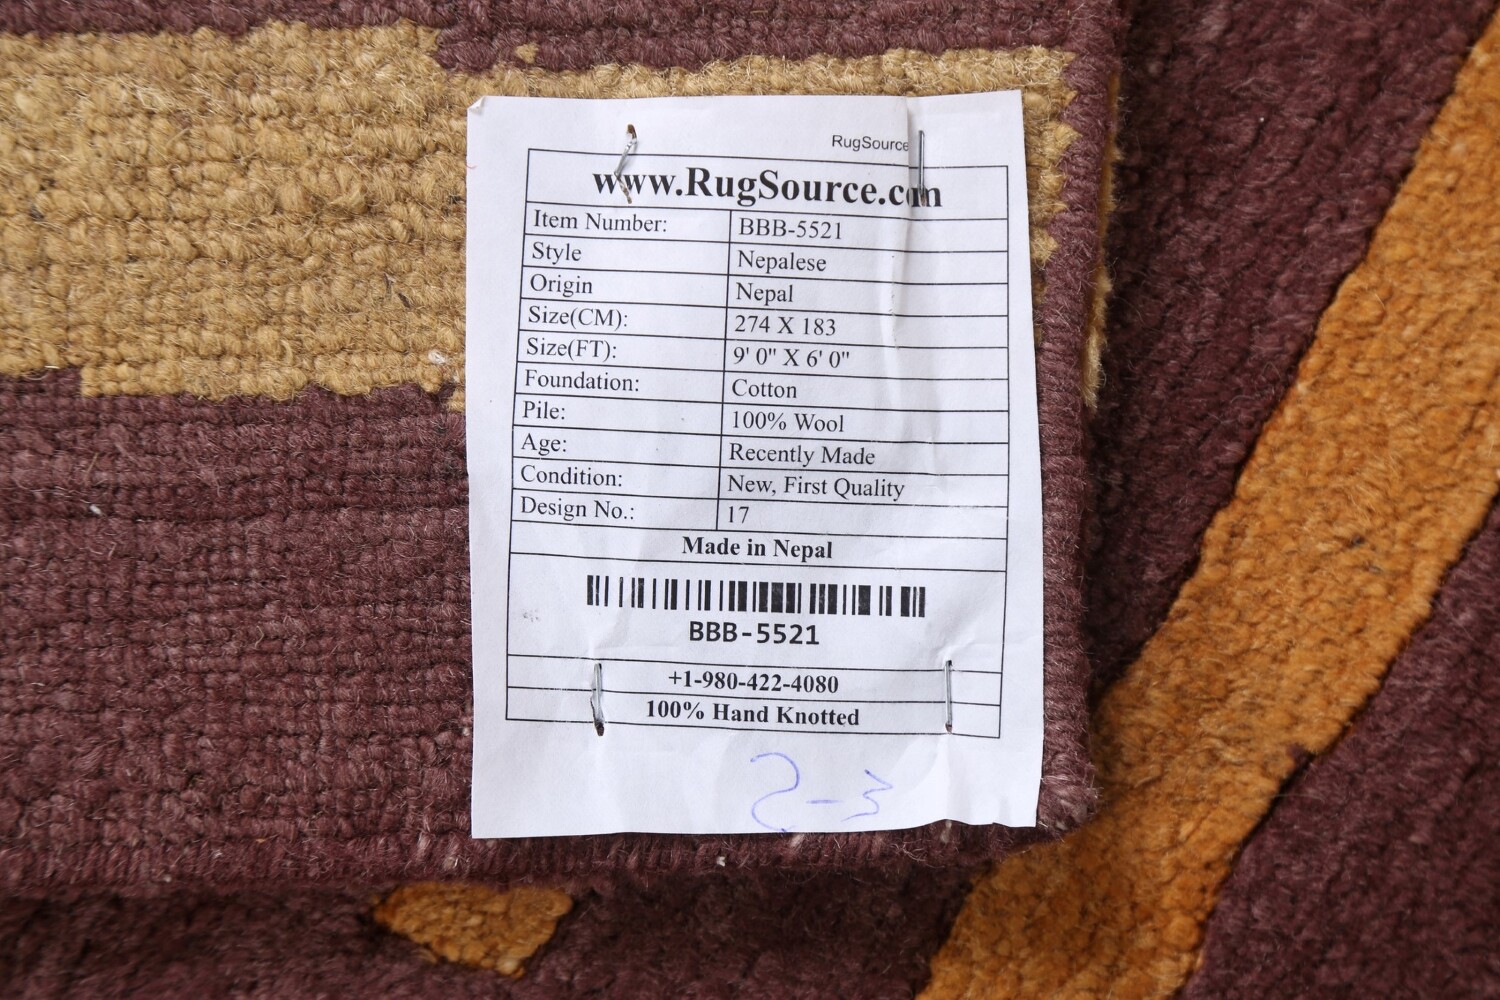 RugSource
www.RugSource.com
Item Number: BBB-5521
Style Nepalese
Origin Nepal
Size(CM): 274 X 183
Size(FT): 9' 0" X 6' 0"
Foundation: Cotton
Pile: 100% Wool
Age: Recently Made
Condition: New, First Quality
Design No.: 17
Made in Nepal
BBB-5521
+1-980-422-4080
100% Hand Knotted